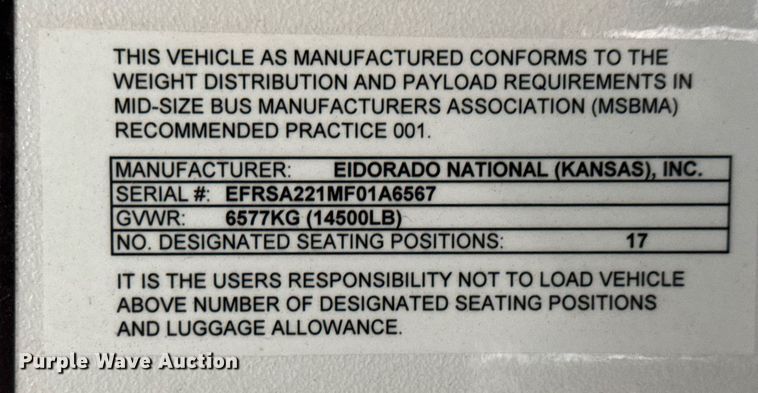 THIS VEHICLE AS MANUFACTURED CONFORMS TO THE
WEIGHT DISTRIBUTION AND PAYLOAD REQUIREMENTS IN
MID-SIZE BUS MANUFACTURERS ASSOCIATION (MSBMA)
RECOMMENDED PRACTICE 001.
MANUFACTURER: ElDORADO NATIONAL (KANSAS), INC.
SERIAL #: EFRSA221MF01A6567
GVWR: 6577KG (14500LB)
NO. DESIGNATED SEATING POSITIONS: 17
IT IS THE USERS RESPONSIBILITY NOT TO LOAD VEHICLE
ABOVE NUMBER OF DESIGNATED SEATING POSITIONS
AND LUGGAGE ALLOWANCE.
Purple Wave Auction